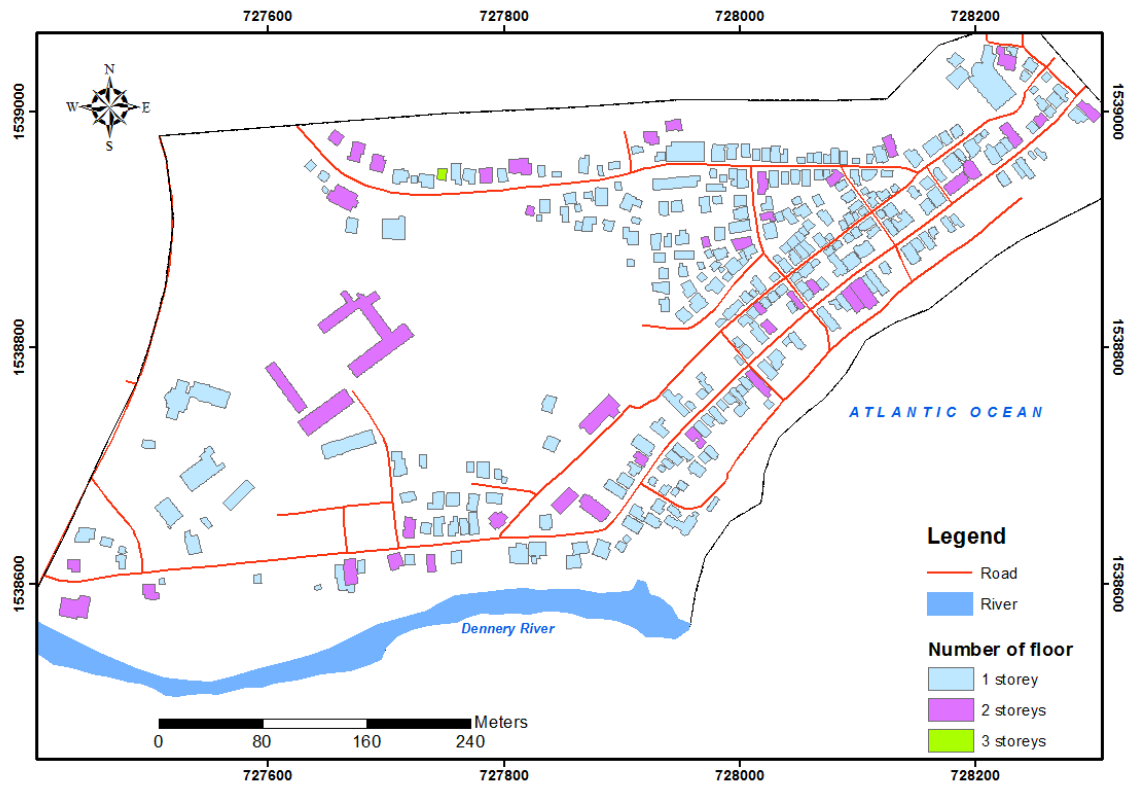 727600 727800 728000 728200
1539000
1539000
N
W E
S
1538800
1538800
ATLANTIC OCEAN
Legend
Road
River
1538600
1538600
Dennery River
Number of floor
1 storey
2 storeys
3 storeys
Meters
0 80 160 240
727600 727800 728000 728200